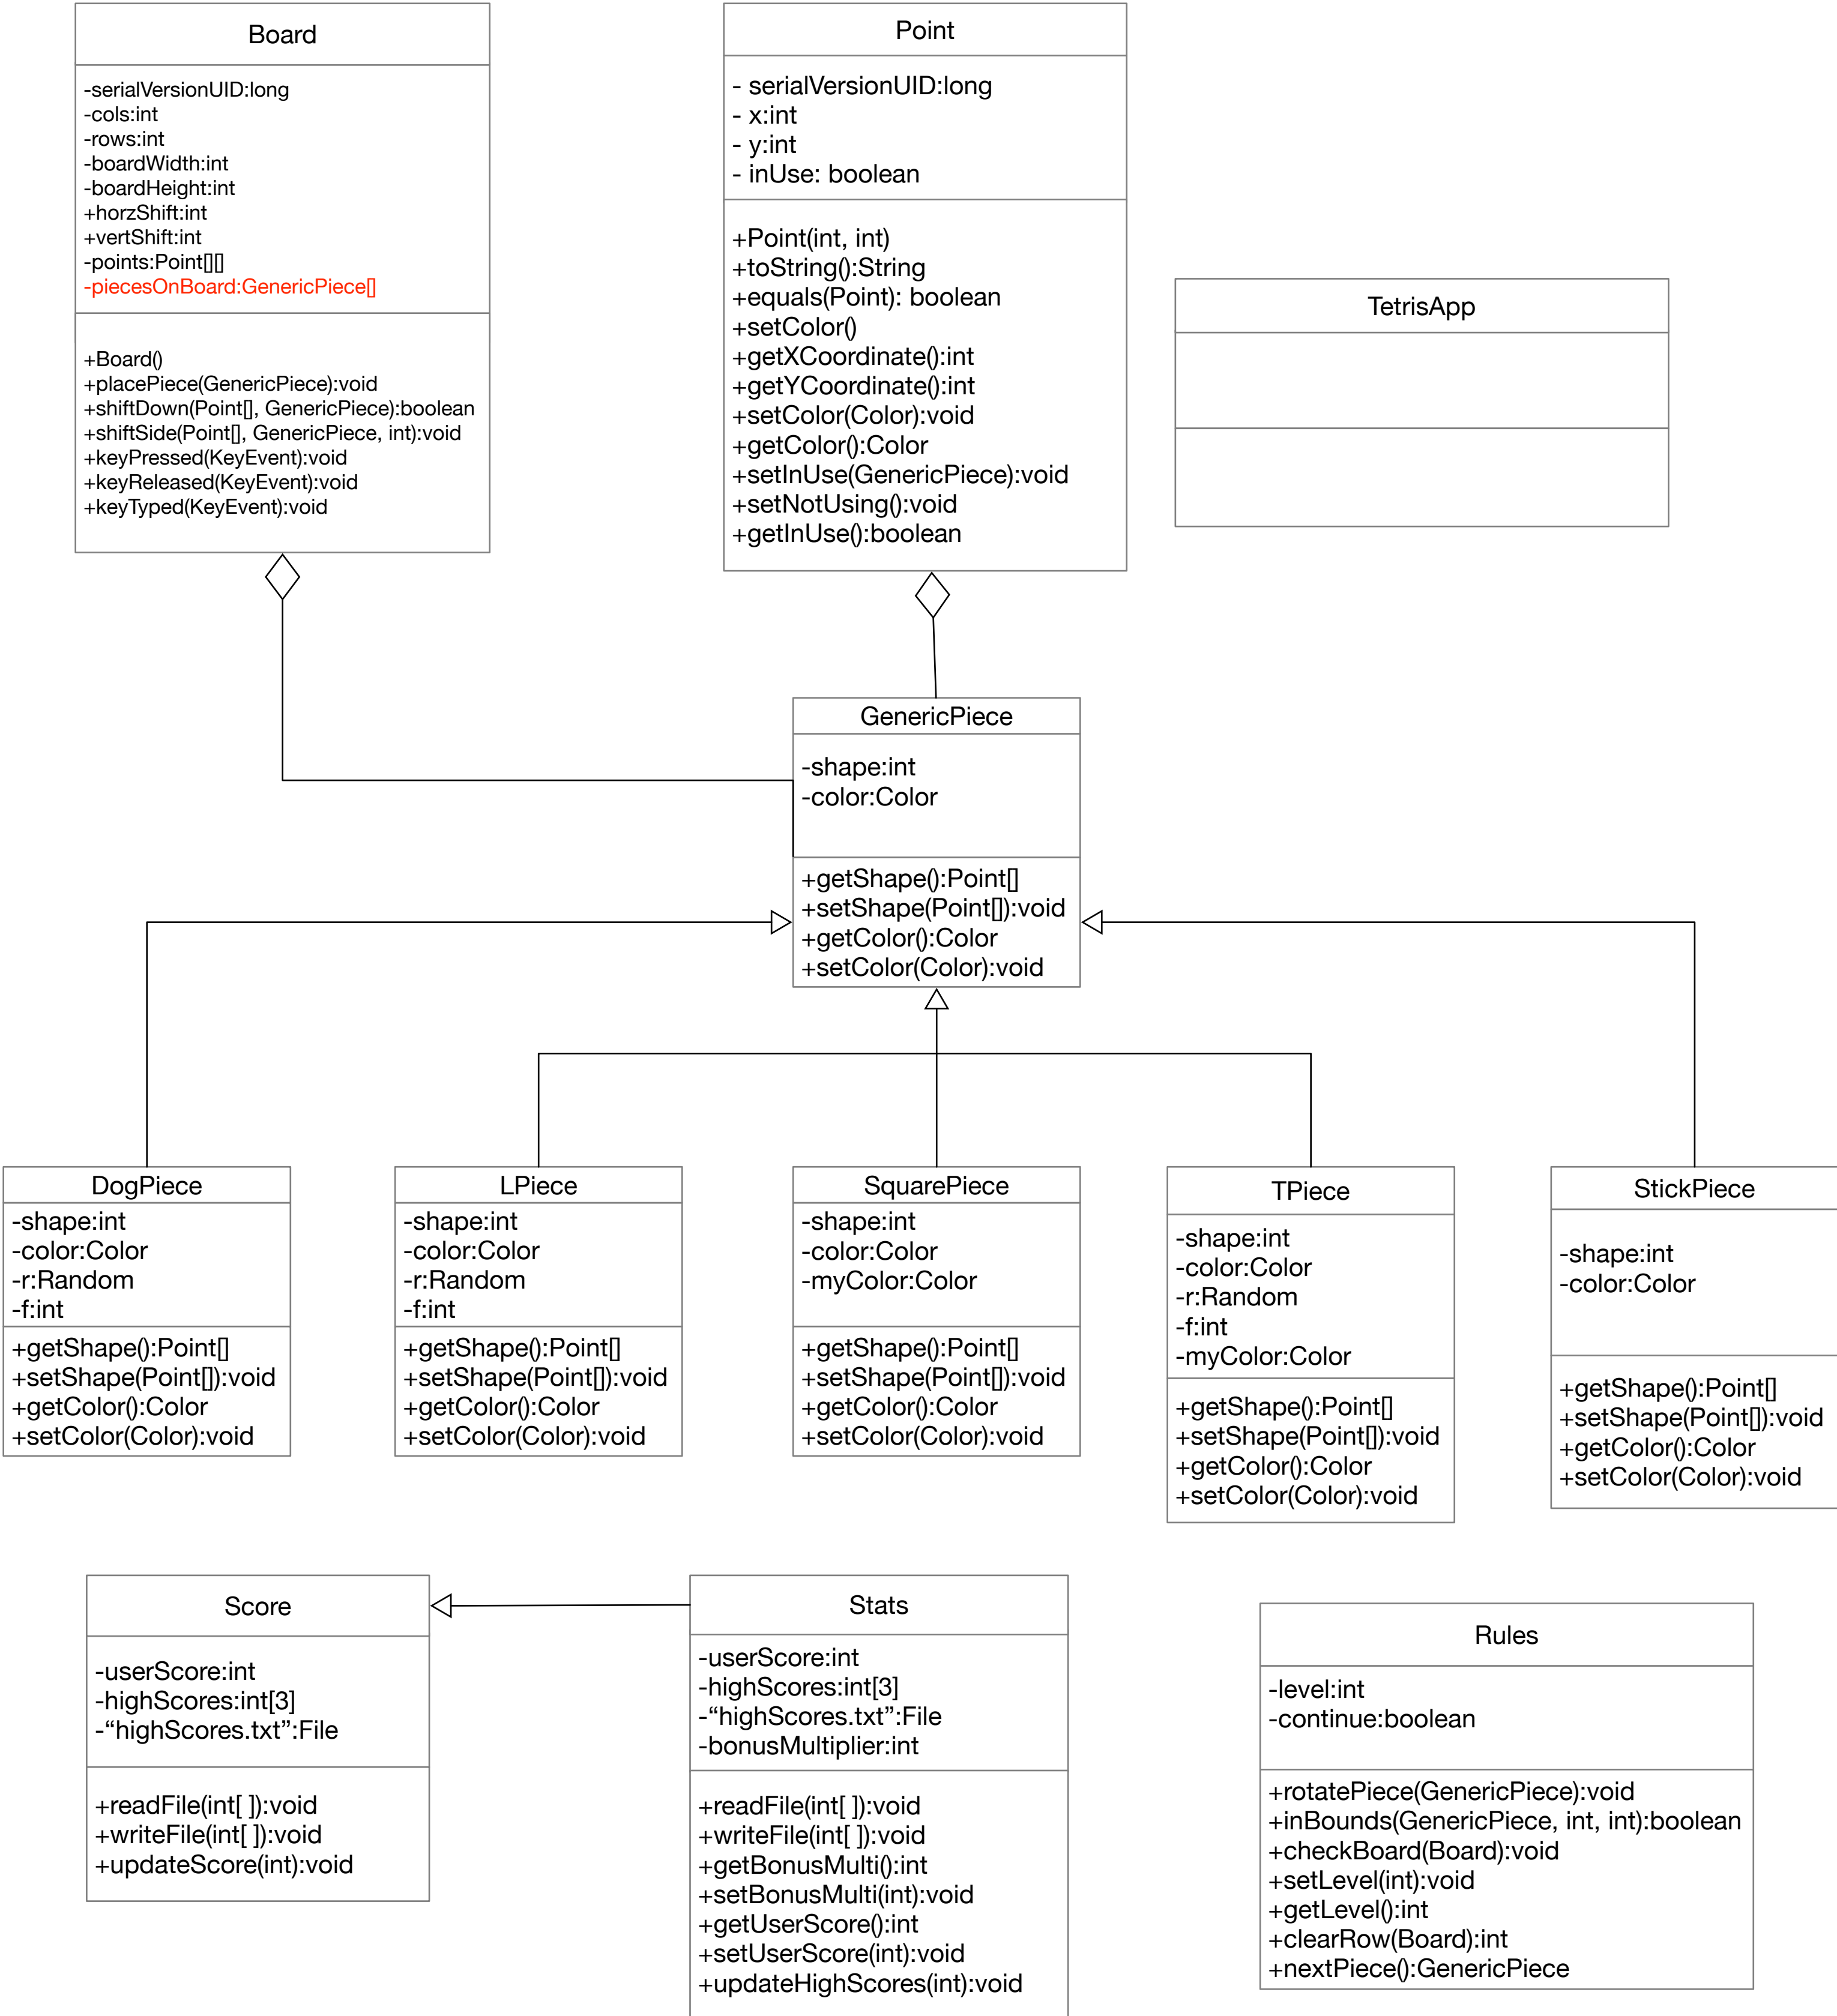 Board
-serialVersionUID:long
-cols:int
-rows:int
-boardWidth:int
-boardHeight:int
+horzShift:int
+vertShift:int
-points:Point[][]
-piecesOnBoard:GenericPiece[]
+Board()
+placePiece(GenericPiece):void
+shiftDown(Point[], GenericPiece):boolean
+shiftSide(Point[], GenericPiece, int):void
+keyPressed(KeyEvent):void
+keyReleased(KeyEvent):void
+keyTyped(KeyEvent):void
Point
- serialVersionUID:long
- x:int
- y:int
- inUse: boolean
+Point(int, int)
+toString():String
+equals(Point): boolean
+setColor()
+getXCoordinate():int
+getYCoordinate():int
+setColor(Color):void
+getColor():Color
+setInUse(GenericPiece):void
+setNotUsing():void
+getInUse():boolean
TetrisApp
GenericPiece
-shape:int
-color:Color
+getShape():Point[]
+setShape(Point[]):void
+getColor():Color
+setColor(Color):void
DogPiece
-shape:int
-color:Color
-r:Random
-f:int
+getShape():Point[]
+setShape(Point[]):void
+getColor():Color
+setColor(Color):void
LPiece
-shape:int
-color:Color
-r:Random
-f:int
+getShape():Point[]
+setShape(Point[]):void
+getColor():Color
+setColor(Color):void
SquarePiece
-shape:int
-color:Color
-myColor:Color
+getShape():Point[]
+setShape(Point[]):void
+getColor():Color
+setColor(Color):void
TPiece
-shape:int
-color:Color
-r:Random
-f:int
-myColor:Color
+getShape():Point[]
+setShape(Point[]):void
+getColor():Color
+setColor(Color):void
StickPiece
-shape:int
-color:Color
+getShape():Point[]
+setShape(Point[]):void
+getColor():Color
+setColor(Color):void
Score
-userScore:int
-highScores:int[3]
-“highScores.txt”:File
+readFile(int[ ]):void
+writeFile(int[ ]):void
+updateScore(int):void
Stats
-userScore:int
-highScores:int[3]
-“highScores.txt”:File
-bonusMultiplier:int
+readFile(int[ ]):void
+writeFile(int[ ]):void
+getBonusMulti():int
+setBonusMulti(int):void
+getUserScore():int
+setUserScore(int):void
+updateHighScores(int):void
Rules
-level:int
-continue:boolean
+rotatePiece(GenericPiece):void
+inBounds(GenericPiece, int, int):boolean
+checkBoard(Board):void
+setLevel(int):void
+getLevel():int
+clearRow(Board):int
+nextPiece():GenericPiece